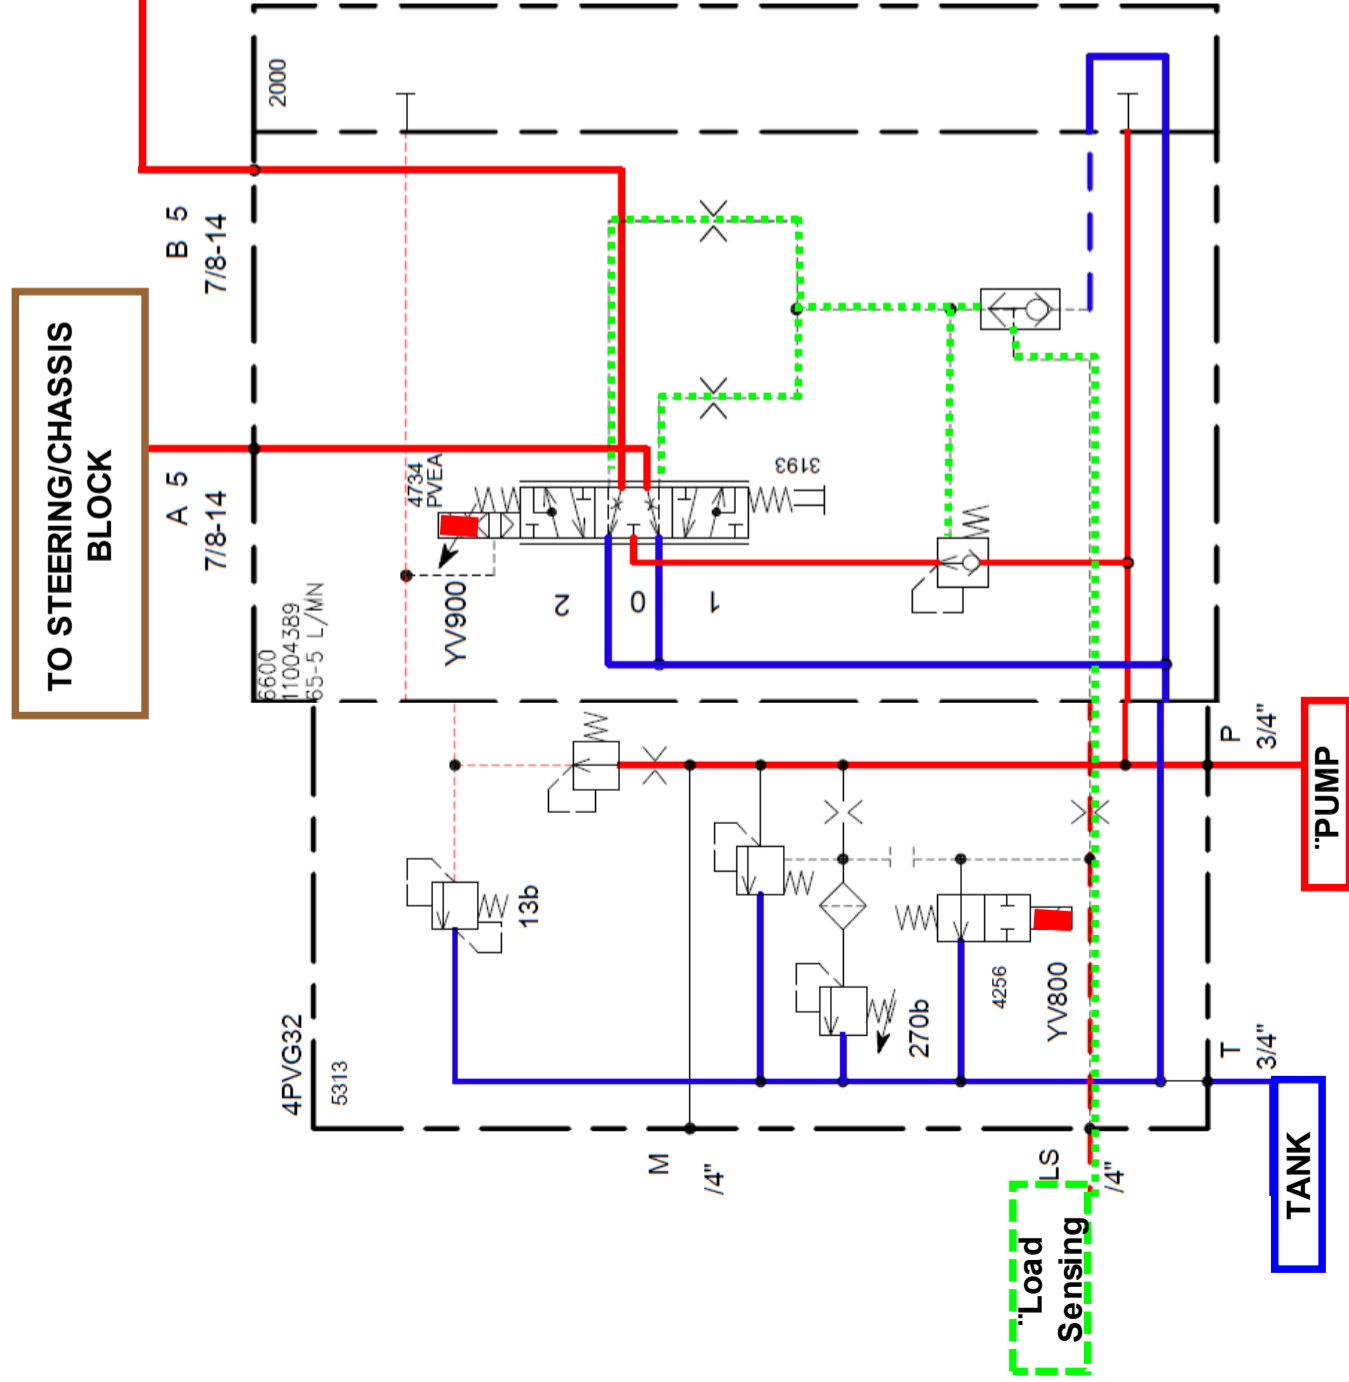 2000
B 5
7/8-14
TO STEERING/CHASSIS
BLOCK
A 5
7/8-14
4734
PVEA
3193
6600
11004389
65-5 L/MN
YV900
2
0
1
P
3/4"
"PUMP
13b
4PVG32
5313
270b
4256
YV800
T
3/4"
M
/4"
LS
/4"
"Load
Sensing
TANK